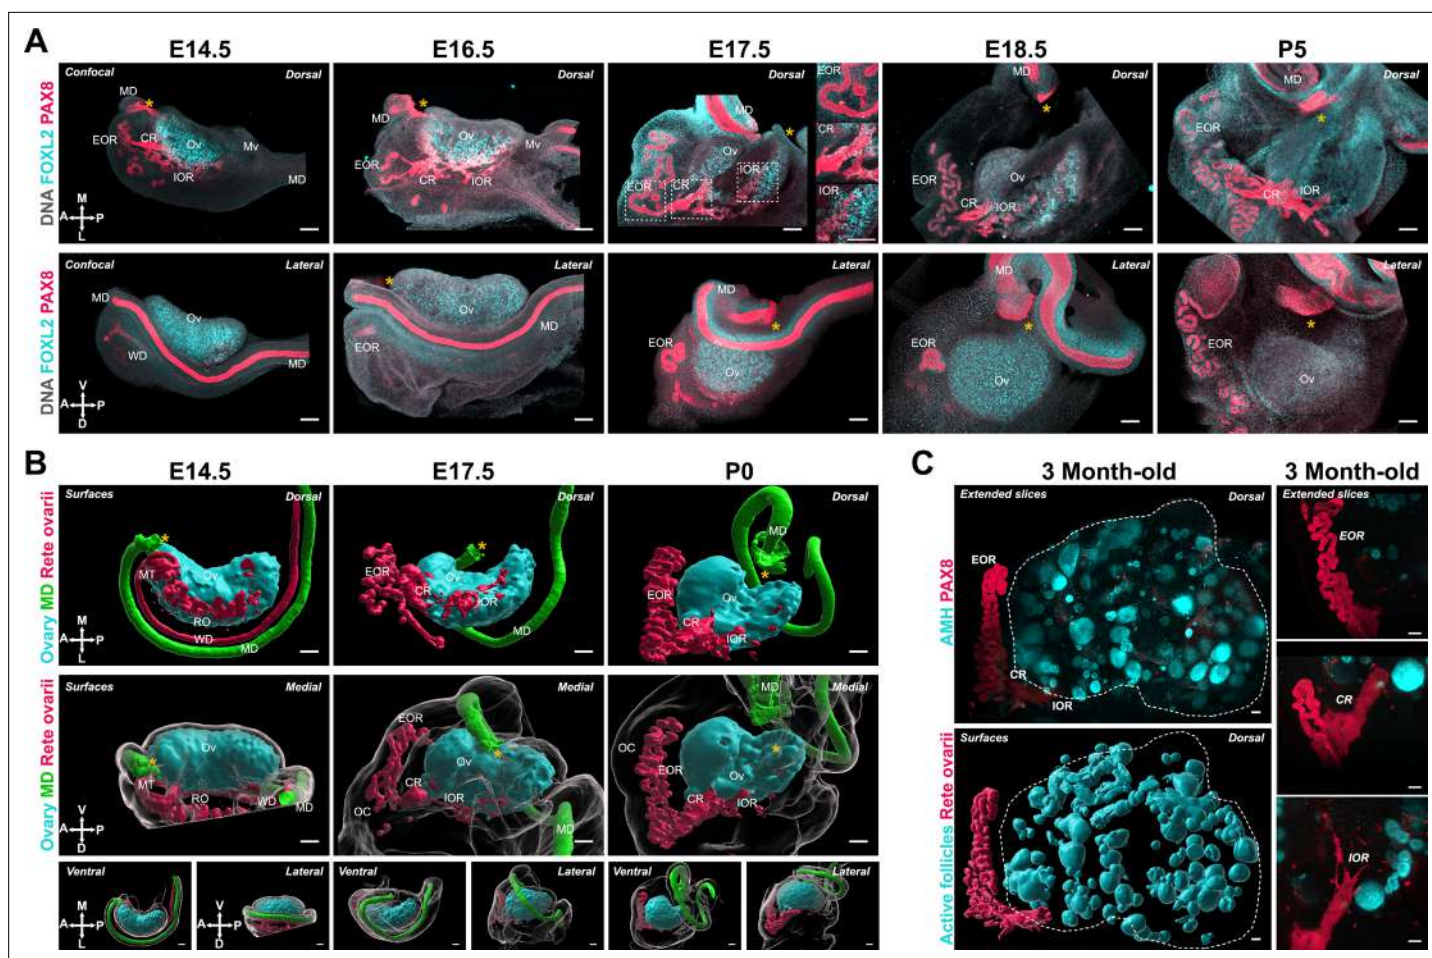 A
E14.5 E16.5 E17.5 E18.5 P5
DNA FOXL2 PAX8
Confocal Dorsal Dorsal Dorsal Dorsal Dorsal
MD * EOR CR Ov Mv IOR MD
M A P L
MD * EOR Ov Mv CR IOR
MD * Ov IOR EOR CR
EOR
CR
IOR
MD * EOR Ov CR IOR
MD * EOR CR IOR
DNA FOXL2 PAX8
Confocal Lateral Lateral Lateral Lateral Lateral
MD Ov WD MD
V A P D
* Ov MD EOR
MD * EOR Ov
MD * EOR Ov
* EOR Ov
B
E14.5 E17.5 P0
Ovary MD Rete ovarii
Surfaces Dorsal Dorsal Dorsal
* MT Ov RO WD MD
M A P L
EOR * Ov CR IOR MD
MD * EOR Ov CR IOR
Ovary MD Rete ovarii
Surfaces Medial Medial Medial
Ov * MT RO WD MD
V A P D
EOR Ov * CR IOR OC MD
MD OC EOR * Ov CR IOR
Ventral Lateral Ventral Lateral Ventral Lateral
M A P L
V A P D
C
3 Month-old 3 Month-old
AMH PAX8
Extended slices Dorsal
EOR
CR
IOR
Extended slices
EOR
CR
IOR
Active follicles Rete ovarii
Surfaces Dorsal